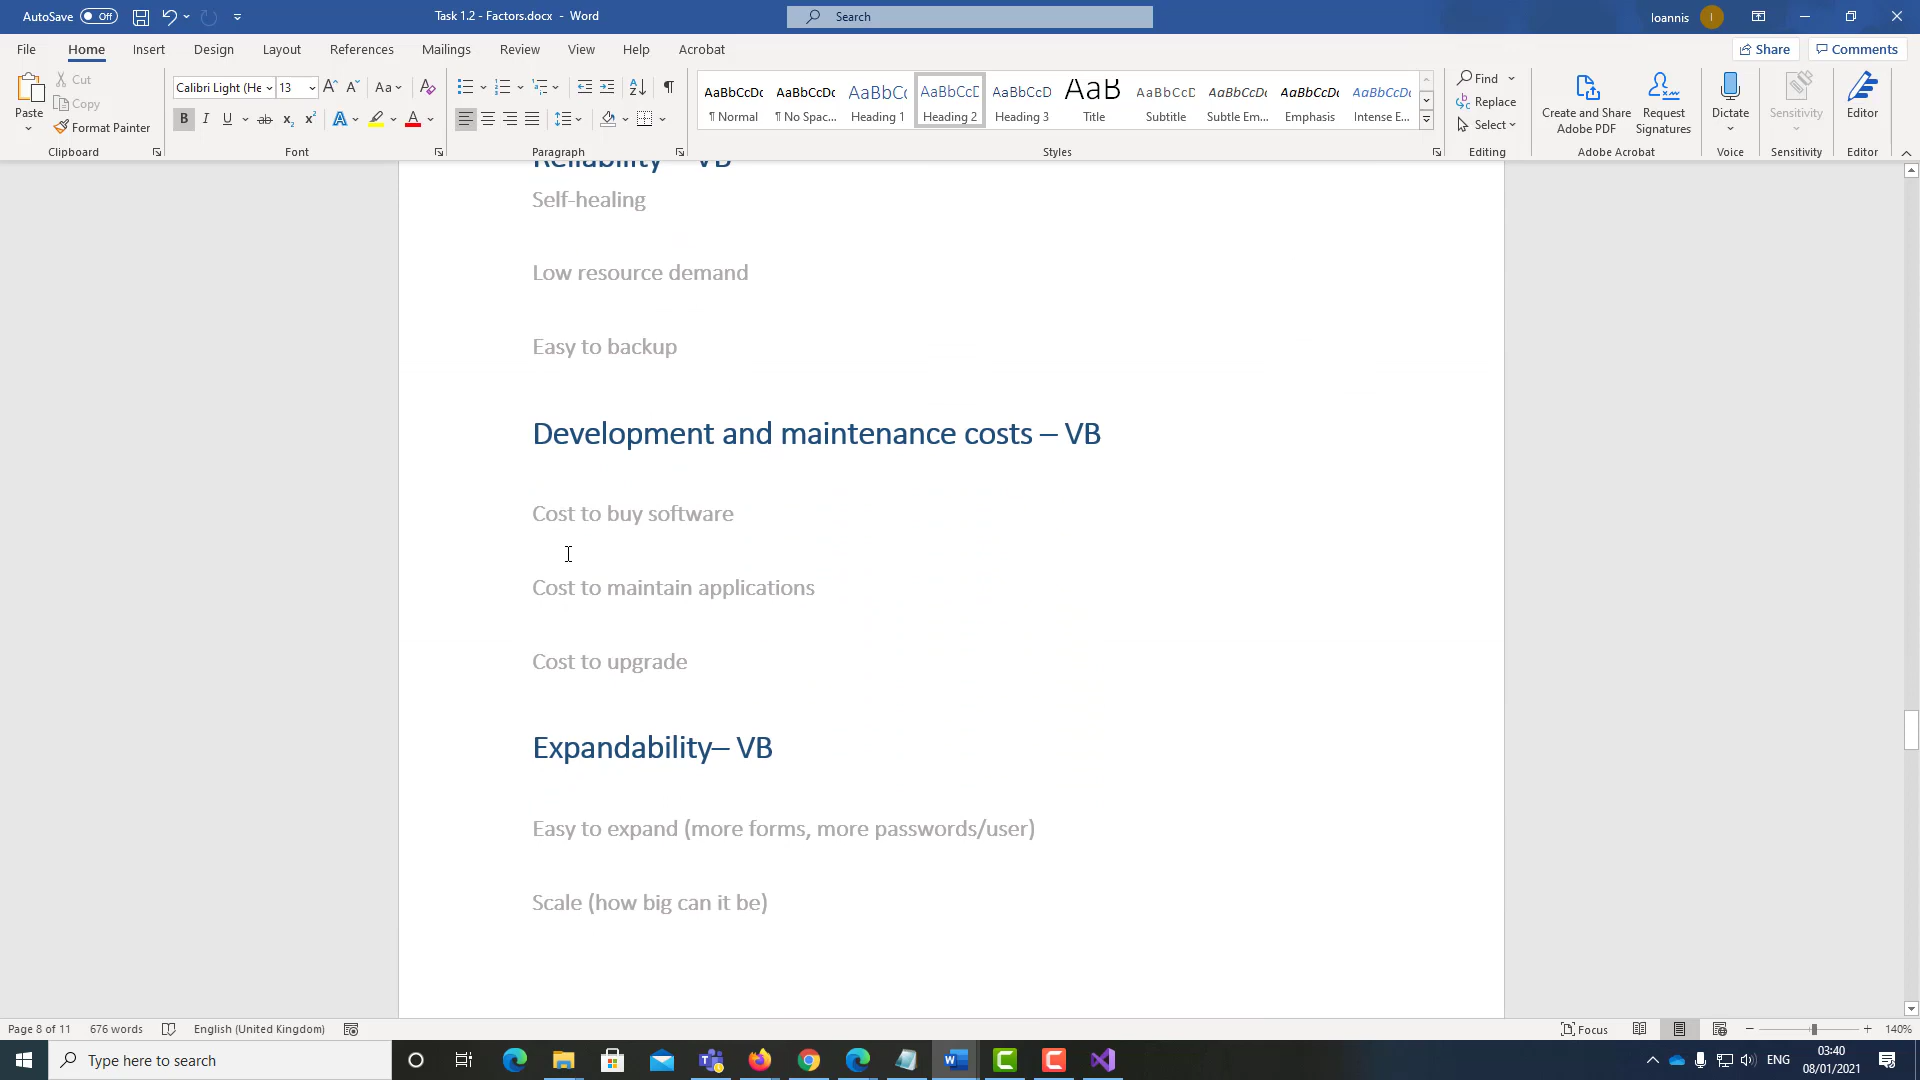 AutoSave Off Task 1.2 - Factors.docx - Word Search Ioannis I
File Home Insert Design Layout References Mailings Review View Help Acrobat Share Comments
Paste Cut Copy Format Painter
Calibri Light (He 13 Aa
B I U ab x₂ x² A A
AaBbCcDc AaBbCcDc AaBbCc AaBbCcD AaBbCcD AaB AaBbCcD AaBbCcDc AaBbCcDc AaBbCcDc
¶ Normal ¶ No Spac... Heading 1 Heading 2 Heading 3 Title Subtitle Subtle Em... Emphasis Intense E...
Find Replace Select
Create and Share Adobe PDF Request Signatures Dictate Sensitivity Editor
Clipboard Font Paragraph Styles Editing Adobe Acrobat Voice Sensitivity Editor
Reliability – VB
Self-healing
Low resource demand
Easy to backup
Development and maintenance costs – VB
Cost to buy software
Cost to maintain applications
Cost to upgrade
Expandability– VB
Easy to expand (more forms, more passwords/user)
Scale (how big can it be)
Page 8 of 11 676 words English (United Kingdom) Focus 140%
Type here to search ENG 03:40
08/01/2021